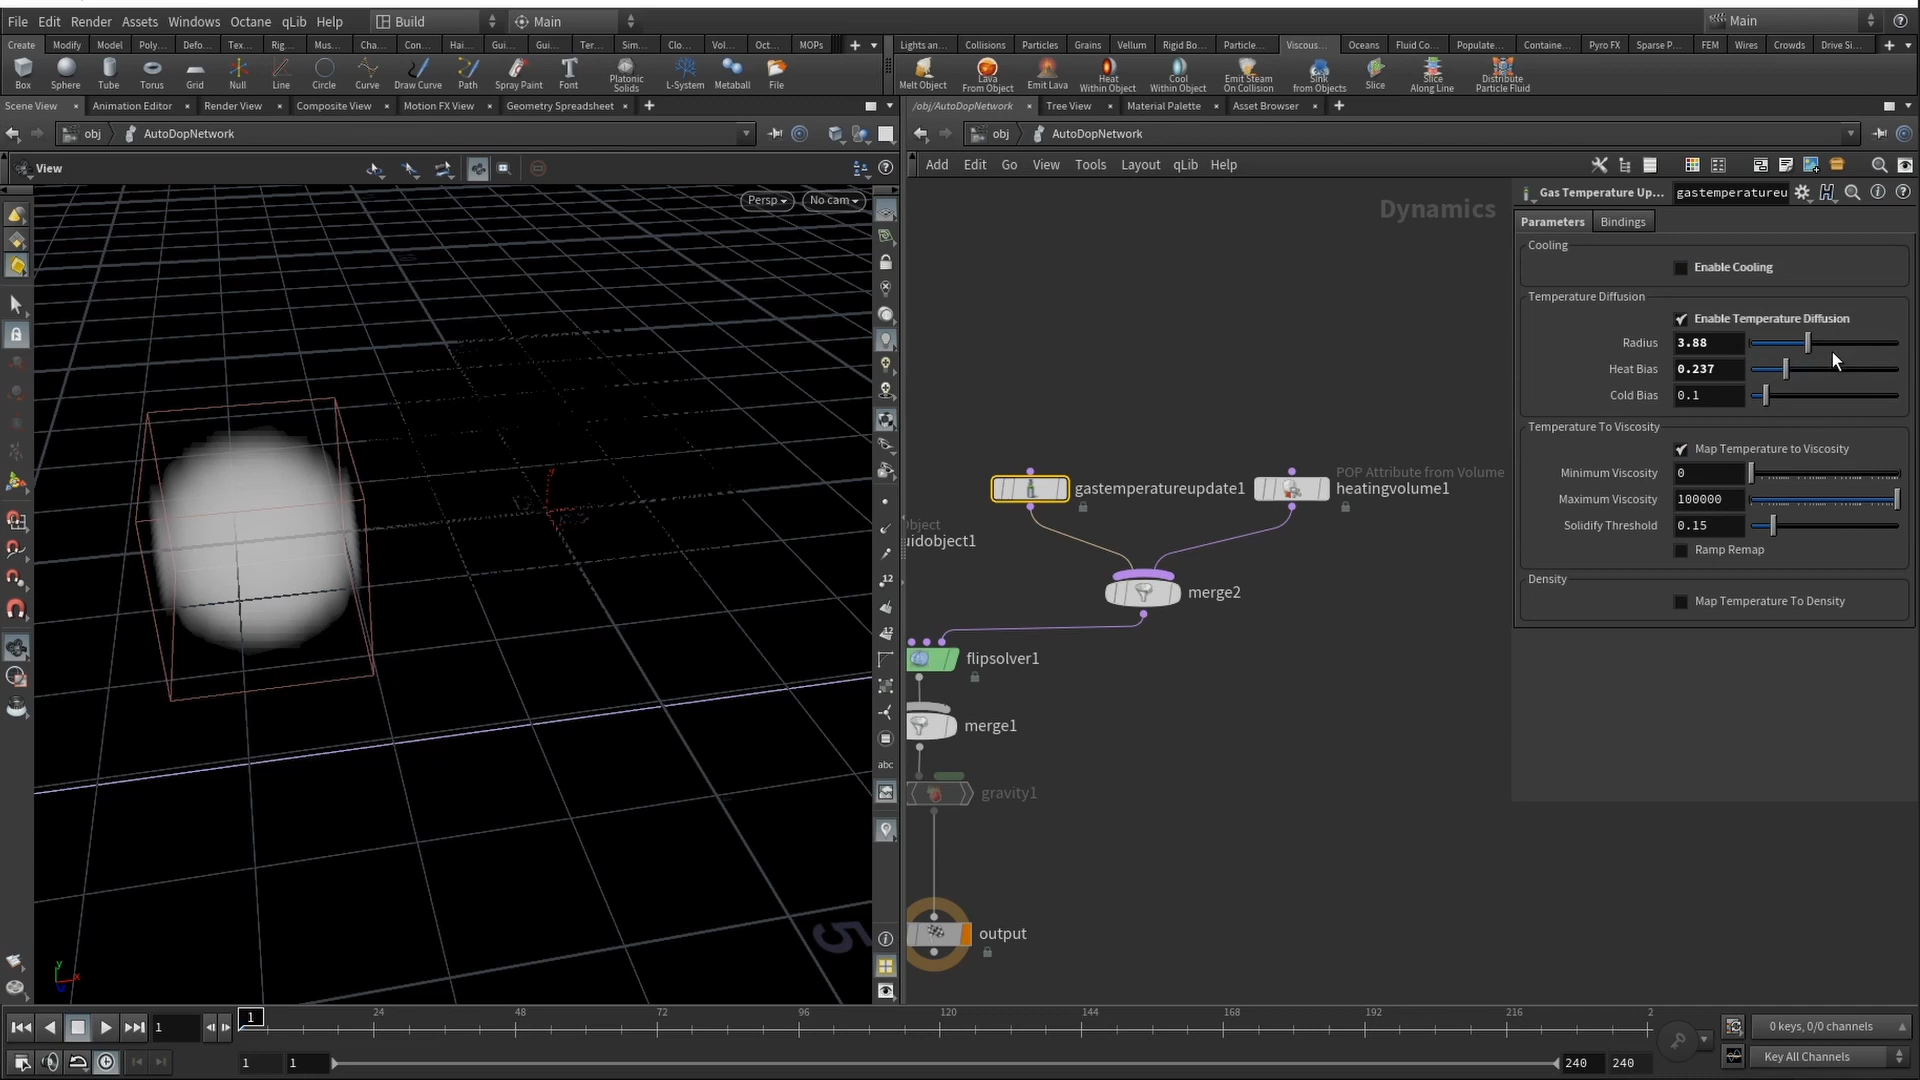 File Edit Render Assets Windows Octane qLib Help Build Main Main
Create Modify Model Poly... Defo... Tex... Rig... Mus... Cha... Con... Hai... Gui... Gui... Ter... Sim... Clo... Vol... Oct... MOPs
Lights an... Collisions Particles Grains Vellum Rigid Bo... Particle... Viscous... Oceans Fluid Co... Populate... Containe... Pyro FX Sparse P... FEM Wires Crowds Drive Si...
Box Sphere Tube Torus Grid Null Line Circle Curve Draw Curve Path Spray Paint Font Platonic Solids L-System Metaball File
Melt Object Lava From Object Emit Lava Heat Within Object Cool Within Object Emit Steam On Collision Sink from Objects Slice Slice Along Line Distribute Particle Fluid
Scene View Animation Editor Render View Composite View Motion FX View Geometry Spreadsheet
/obj/AutoDopNetwork Tree View Material Palette Asset Browser
obj AutoDopNetwork
obj AutoDopNetwork
View
Add Edit Go View Tools Layout qLib Help
Persp No cam
Dynamics
Gas Temperature Up... gastemperatureu
Parameters Bindings
Cooling
Enable Cooling
Temperature Diffusion
Enable Temperature Diffusion
Radius 3.88
Heat Bias 0.237
Cold Bias 0.1
Temperature To Viscosity
Map Temperature to Viscosity
Minimum Viscosity 0
Maximum Viscosity 100000
Solidify Threshold 0.15
Ramp Remap
Density
Map Temperature To Density
POP Attribute from Volume
gastemperatureupdate1 heatingvolume1
uidobject1
merge2
flipsolver1
merge1
gravity1
output
12
12
abc
5
y
x
1 1 24 48 72 96 120 144 168 192 216 2
0 keys, 0/0 channels
1 1 240 240
Key All Channels